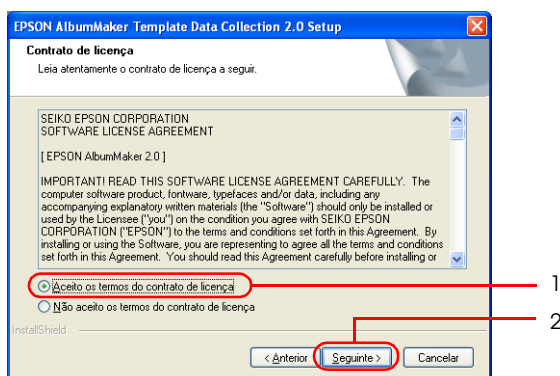 EPSON AlbumMaker Template Data Collection 2.0 Setup
Contrato de licença
Leia atentamente o contrato de licença a seguir.
SEIKO EPSON CORPORATION
SOFTWARE LICENSE AGREEMENT
[ EPSON AlbumMaker 2.0 ]
IMPORTANT! READ THIS SOFTWARE LICENSE AGREEMENT CAREFULLY. The
computer software product, fontware, typefaces and/or data, including any
accompanying explanatory written materials (the "Software") should only be installed or
used by the Licensee ("you") on the condition you agree with SEIKO EPSON
CORPORATION ("EPSON") to the terms and conditions set forth in this Agreement. By
installing or using the Software, you are representing to agree all the terms and conditions
set forth in this Agreement. You should read this Agreement carefully before installing or
Aceito os termos do contrato de licença
1
Não aceito os termos do contrato de licença
2
InstallShield
< Anterior
Seguinte >
Cancelar